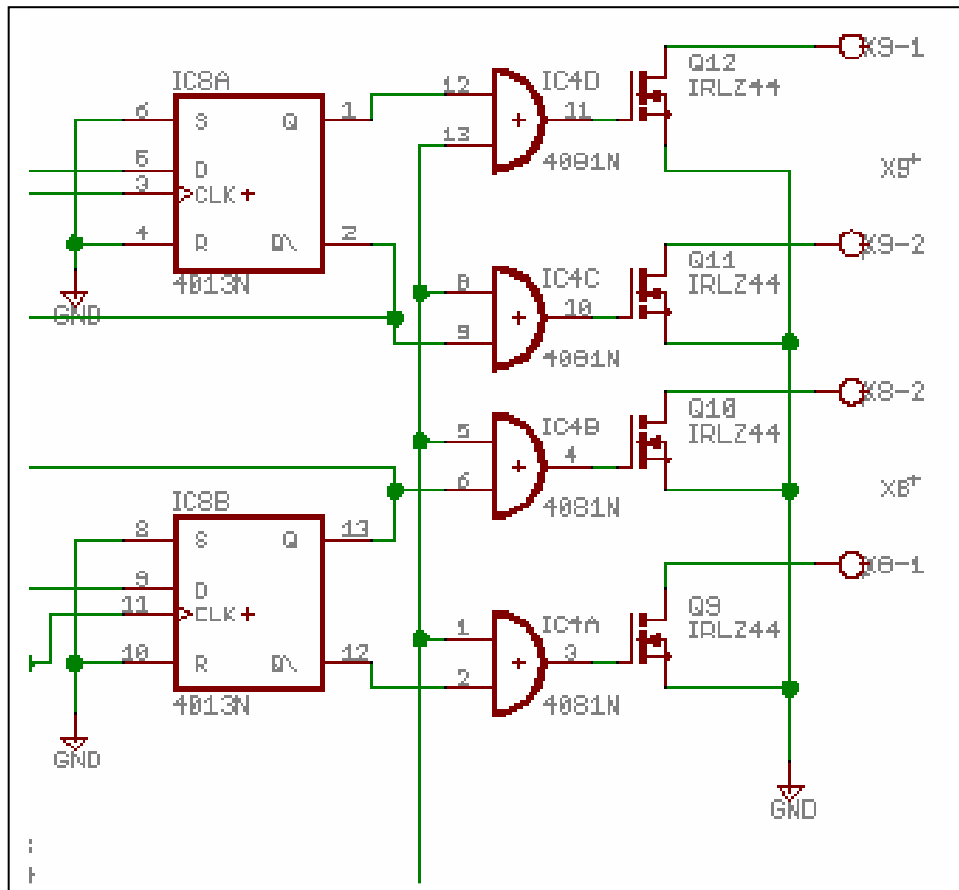 IC8A
6 S Q 1
5 D
3 CLK
4 R Q\ 2
4013N
GND
12 IC4D
11
13
4081N
Q12
IRLZ44
X9-1
X9
8 IC4C
10
9
4081N
Q11
IRLZ44
X9-2
5 IC4B
4
6
4081N
Q10
IRLZ44
X8-2
X8
IC8B
8 S Q 13
9 D
11 CLK
10 R Q\ 12
4013N
GND
1 IC4A
3
2
4081N
Q9
IRLZ44
X8-1
GND